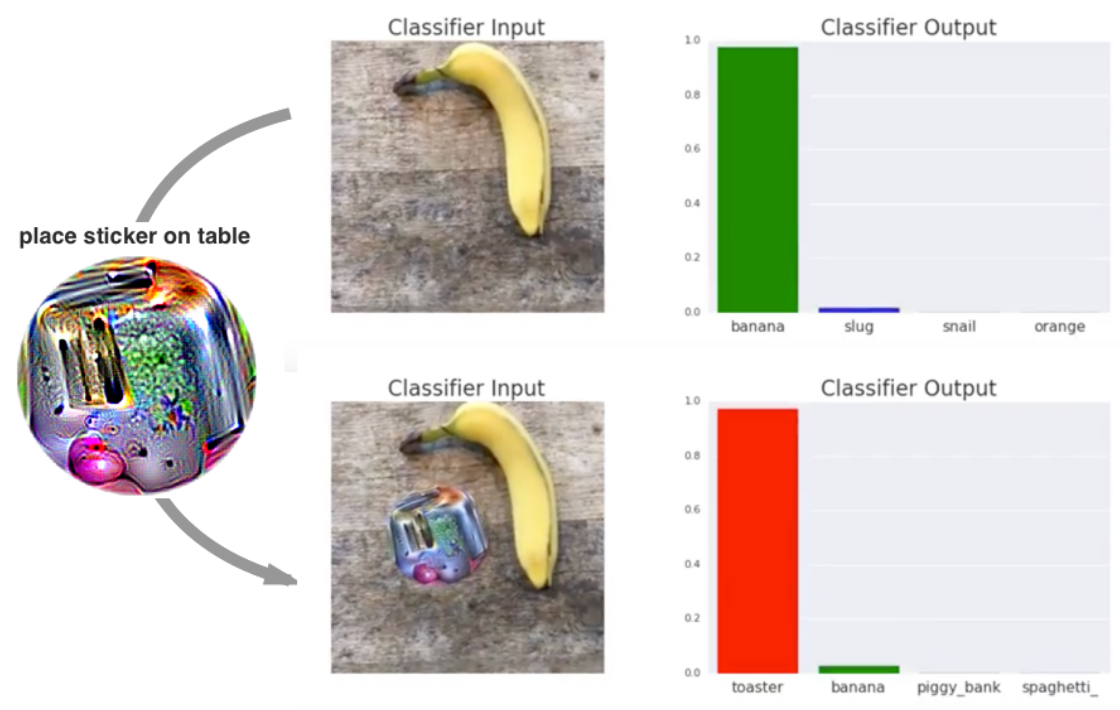 place sticker on table
Classifier Input
Classifier Output
1.0
0.8
0.6
0.4
0.2
0.0
banana slug snail orange
Classifier Input
Classifier Output
1.0
0.8
0.6
0.4
0.2
0.0
toaster banana piggy_bank spaghetti_